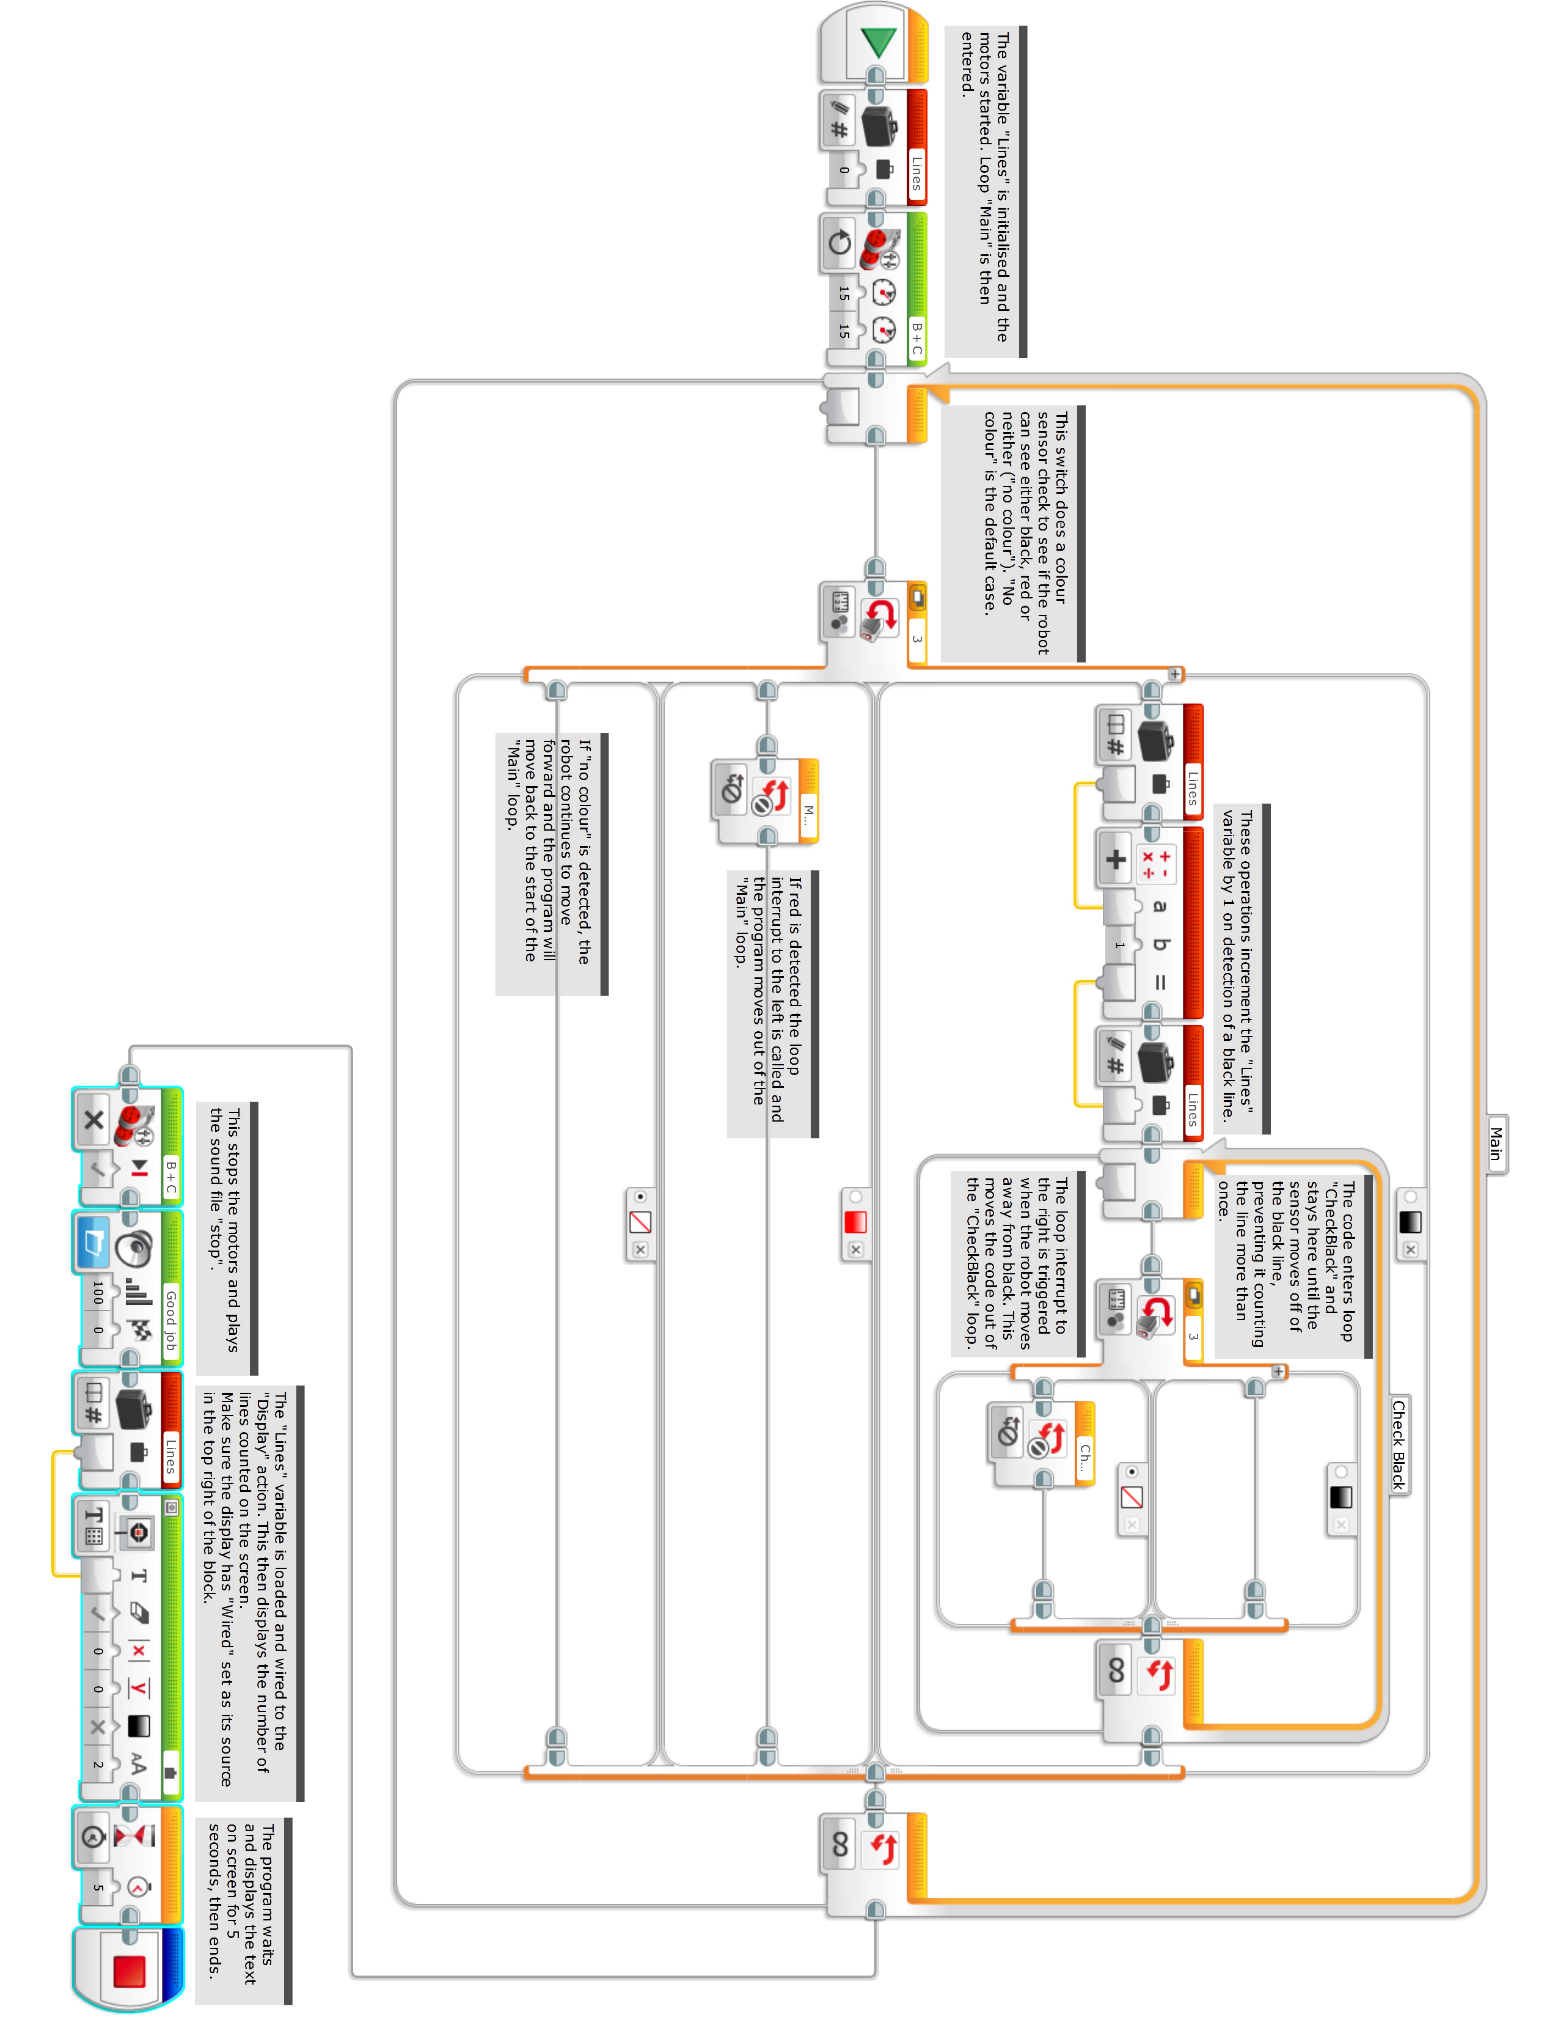 Main
The variable "Lines" is initialised and the
motors started. Loop "Main" is then
entered.
Lines
0
B+C
15
15
This switch does a colour
sensor check to see if the robot
can see either black, red or
neither ("no colour"). "No
colour" is the default case.
3
These operations increment the "Lines"
variable by 1 on detection of a black line.
Lines
a
b
=
1
Lines
Check Black
The code enters loop
"CheckBlack" and
stays here until the
sensor moves off of
the black line,
preventing it counting
the line more than
once.
3
The loop interrupt to
the right is triggered
when the robot moves
away from black. This
moves the code out of
the "CheckBlack" loop.
Ch...
M...
If red is detected the loop
interrupt to the left is called and
the program moves out of the
"Main" loop.
If "no colour" is detected, the
robot continues to move
forward and the program will
move back to the start of the
"Main" loop.
This stops the motors and plays
the sound file "stop".
The "Lines" variable is loaded and wired to the
"Display" action. This then displays the number of
lines counted on the screen.
Make sure the display has "Wired" set as its source
in the top right of the block.
The program waits
and displays the text
on screen for 5
seconds, then ends.
B+C
Good job
100
0
Lines
T
T
x
y
AA
0
0
2
5